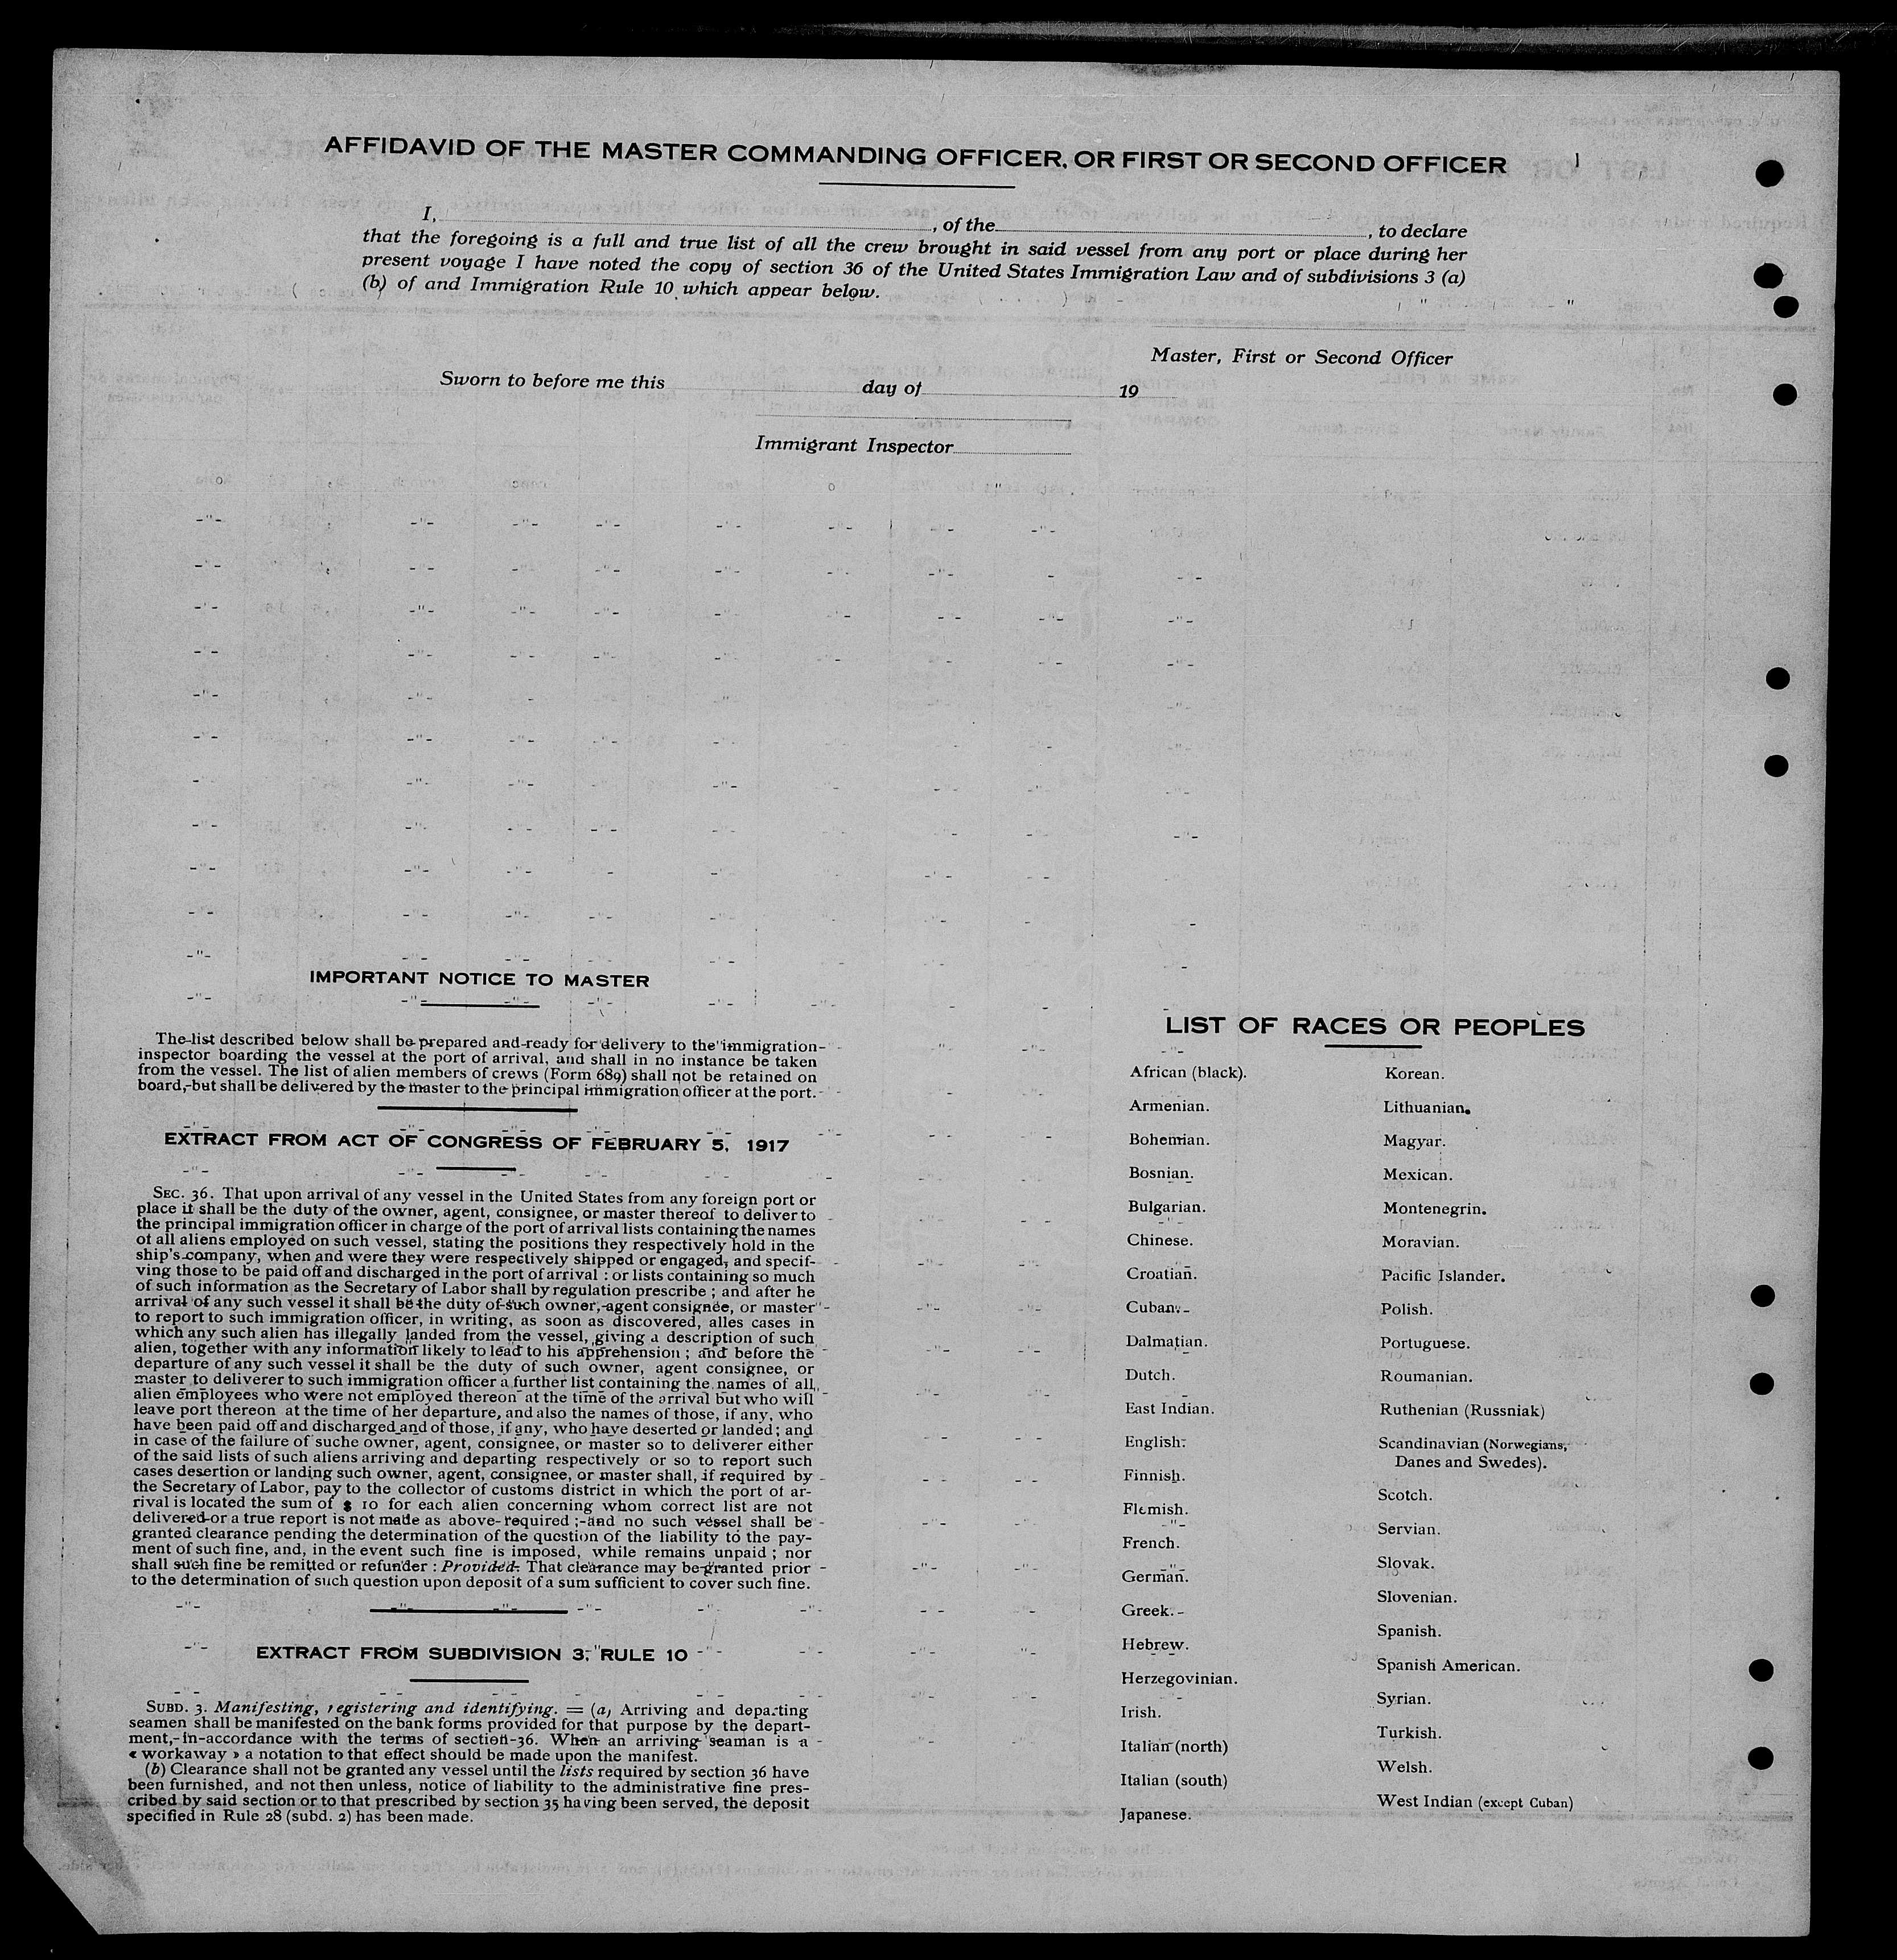 AFFIDAVID OF THE MASTER COMMANDING OFFICER, OR FIRST OR SECOND OFFICER
I, , of the , to declare
that the foregoing is a full and true list of all the crew brought in said vessel from any port or place during her
present voyage I have noted the copy of section 36 of the United States Immigration Law and of subdivisions 3 (a)
(b) of and Immigration Rule 10 which appear below.
Master, First or Second Officer
Sworn to before me this day of 19
Immigrant Inspector
IMPORTANT NOTICE TO MASTER
The list described below shall be prepared and ready for delivery to the immigration
inspector boarding the vessel at the port of arrival, and shall in no instance be taken
from the vessel. The list of alien members of crews (Form 689) shall not be retained on
board, but shall be delivered by the master to the principal immigration officer at the port.
EXTRACT FROM ACT OF CONGRESS OF FEBRUARY 5, 1917
SEC. 36. That upon arrival of any vessel in the United States from any foreign port or
place it shall be the duty of the owner, agent, consignee, or master thereof to deliver to
the principal immigration officer in charge of the port of arrival lists containing the names
of all aliens employed on such vessel, stating the positions they respectively hold in the
ship's company, when and were they were respectively shipped or engaged, and specif-
ving those to be paid off and discharged in the port of arrival : or lists containing so much
of such information as the Secretary of Labor shall by regulation prescribe ; and after he
arrival of any such vessel it shall be the duty of such owner, agent consignée, or master
to report to such immigration officer, in writing, as soon as discovered, alles cases in
which any such alien has illegally landed from the vessel, giving a description of such
alien, together with any information likely to lead to his apprehension ; and before the
departure of any such vessel it shall be the duty of such owner, agent consignee, or
master to deliverer to such immigration officer a further list containing the names of all
alien employees who were not employed thereon at the time of the arrival but who will
leave port thereon at the time of her departure, and also the names of those, if any, who
have been paid off and discharged and of those, if any, who have deserted or landed ; and
in case of the failure of suche owner, agent, consignee, or master so to deliverer either
of the said lists of such aliens arriving and departing respectively or so to report such
cases desertion or landing such owner, agent, consignee, or master shall, if required by
the Secretary of Labor, pay to the collector of customs district in which the port of ar-
rival is located the sum of $ 10 for each alien concerning whom correct list are not
delivered or a true report is not made as above required ; and no such vessel shall be
granted clearance pending the determination of the question of the liability to the pay-
ment of such fine, and, in the event such fine is imposed, while remains unpaid ; nor
shall such fine be remitted or refunder : Provided. That clearance may be granted prior
to the determination of such question upon deposit of a sum sufficient to cover such fine.
EXTRACT FROM SUBDIVISION 3, RULE 10
SUBD. 3. Manifesting, registering and identifying. = (a) Arriving and departing
seamen shall be manifested on the bank forms provided for that purpose by the depart-
ment, in accordance with the terms of section 36. When an arriving seaman is a
« workaway » a notation to that effect should be made upon the manifest.
(b) Clearance shall not be granted any vessel until the lists required by section 36 have
been furnished, and not then unless, notice of liability to the administrative fine pres-
cribed by said section or to that prescribed by section 35 having been served, the deposit
specified in Rule 28 (subd. 2) has been made.
LIST OF RACES OR PEOPLES
African (black).
Armenian.
Bohemian.
Bosnian.
Bulgarian.
Chinese.
Croatian.
Cuban.
Dalmatian.
Dutch.
East Indian.
English.
Finnish.
Flemish.
French.
German.
Greek.
Hebrew.
Herzegovinian.
Irish.
Italian (north)
Italian (south)
Japanese.
Korean.
Lithuanian.
Magyar.
Mexican.
Montenegrin.
Moravian.
Pacific Islander.
Polish.
Portuguese.
Roumanian.
Ruthenian (Russniak)
Scandinavian (Norwegians,
Danes and Swedes).
Scotch.
Servian.
Slovak.
Slovenian.
Spanish.
Spanish American.
Syrian.
Turkish.
Welsh.
West Indian (except Cuban)